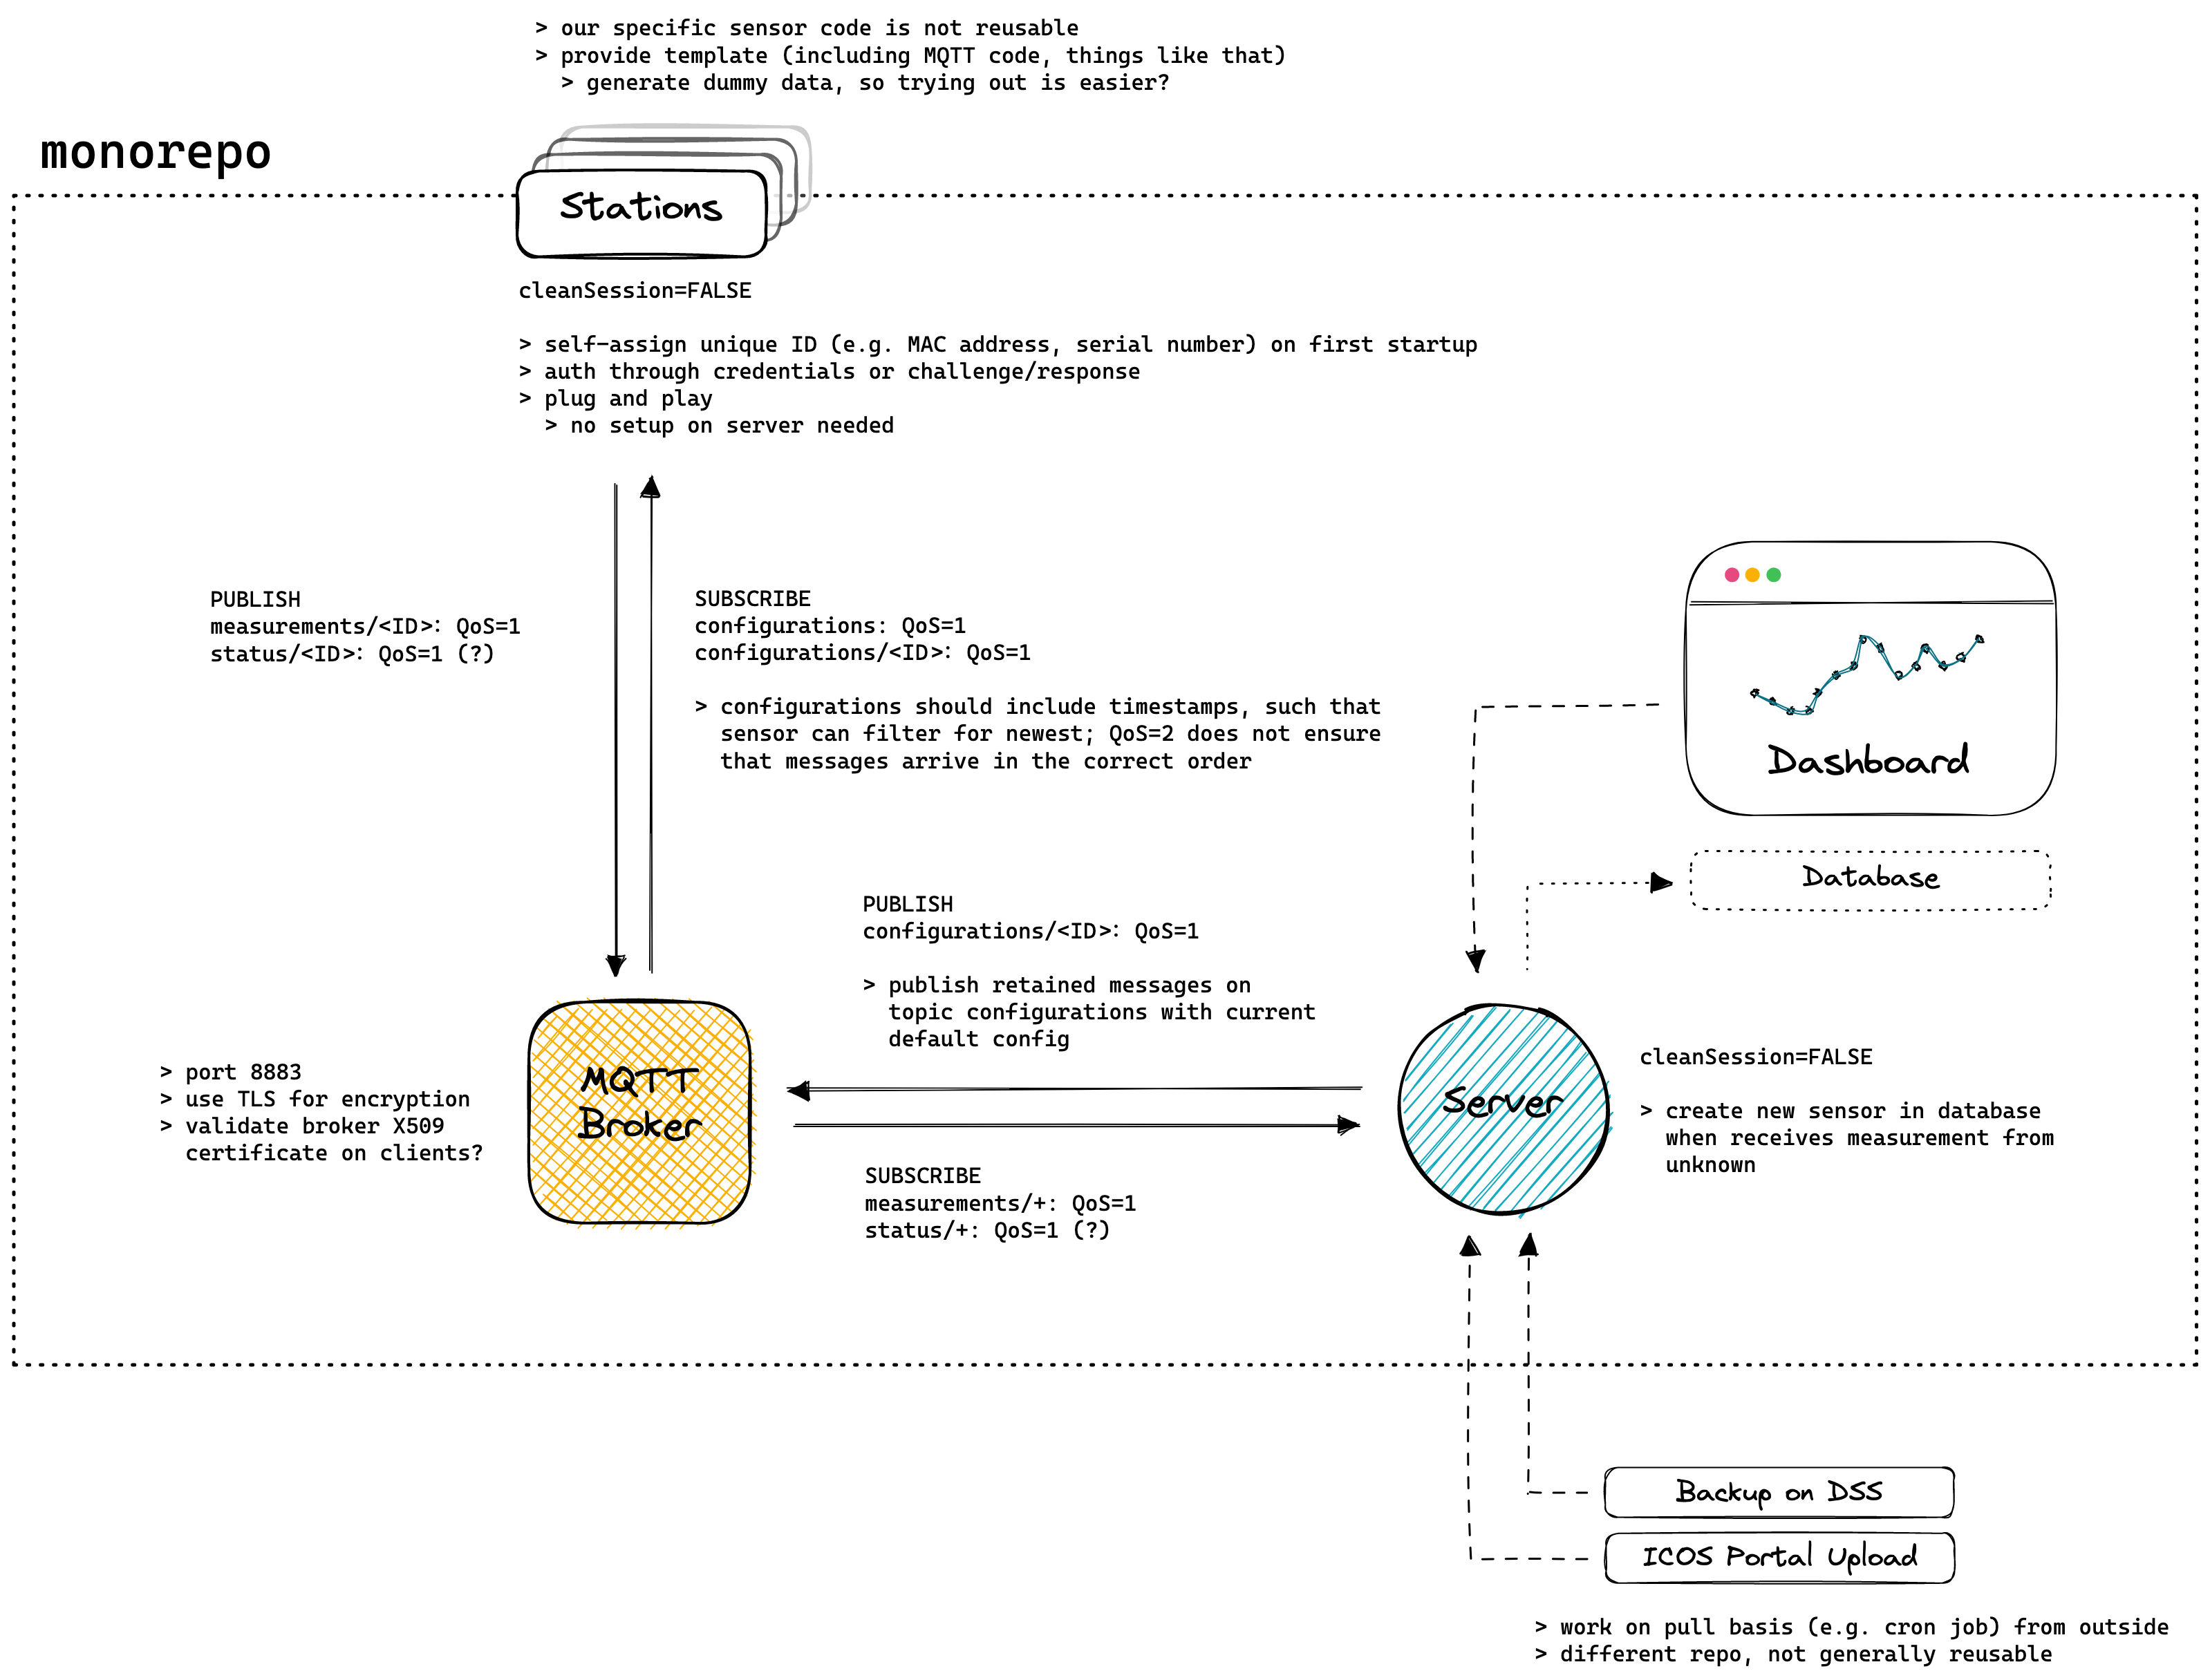 > our specific sensor code is not reusable
> provide template (including MQTT code, things like that)
> generate dummy data, so trying out is easier?
monorepo
Stations
cleanSession=FALSE
> self-assign unique ID (e.g. MAC address, serial number) on first startup
> auth through credentials or challenge/response
> plug and play
> no setup on server needed
PUBLISH
measurements/<ID>: QoS=1
status/<ID>: QoS=1 (?)
SUBSCRIBE
configurations: QoS=1
configurations/<ID>: QoS=1
> configurations should include timestamps, such that
sensor can filter for newest; QoS=2 does not ensure
that messages arrive in the correct order
Dashboard
Database
PUBLISH
configurations/<ID>: QoS=1
> publish retained messages on
topic configurations with current
default config
> port 8883
> use TLS for encryption
> validate broker X509
certificate on clients?
MQTT
Broker
Server
cleanSession=FALSE
> create new sensor in database
when receives measurement from
unknown
SUBSCRIBE
measurements/+: QoS=1
status/+: QoS=1 (?)
Backup on DSS
ICOS Portal Upload
> work on pull basis (e.g. cron job) from outside
> different repo, not generally reusable